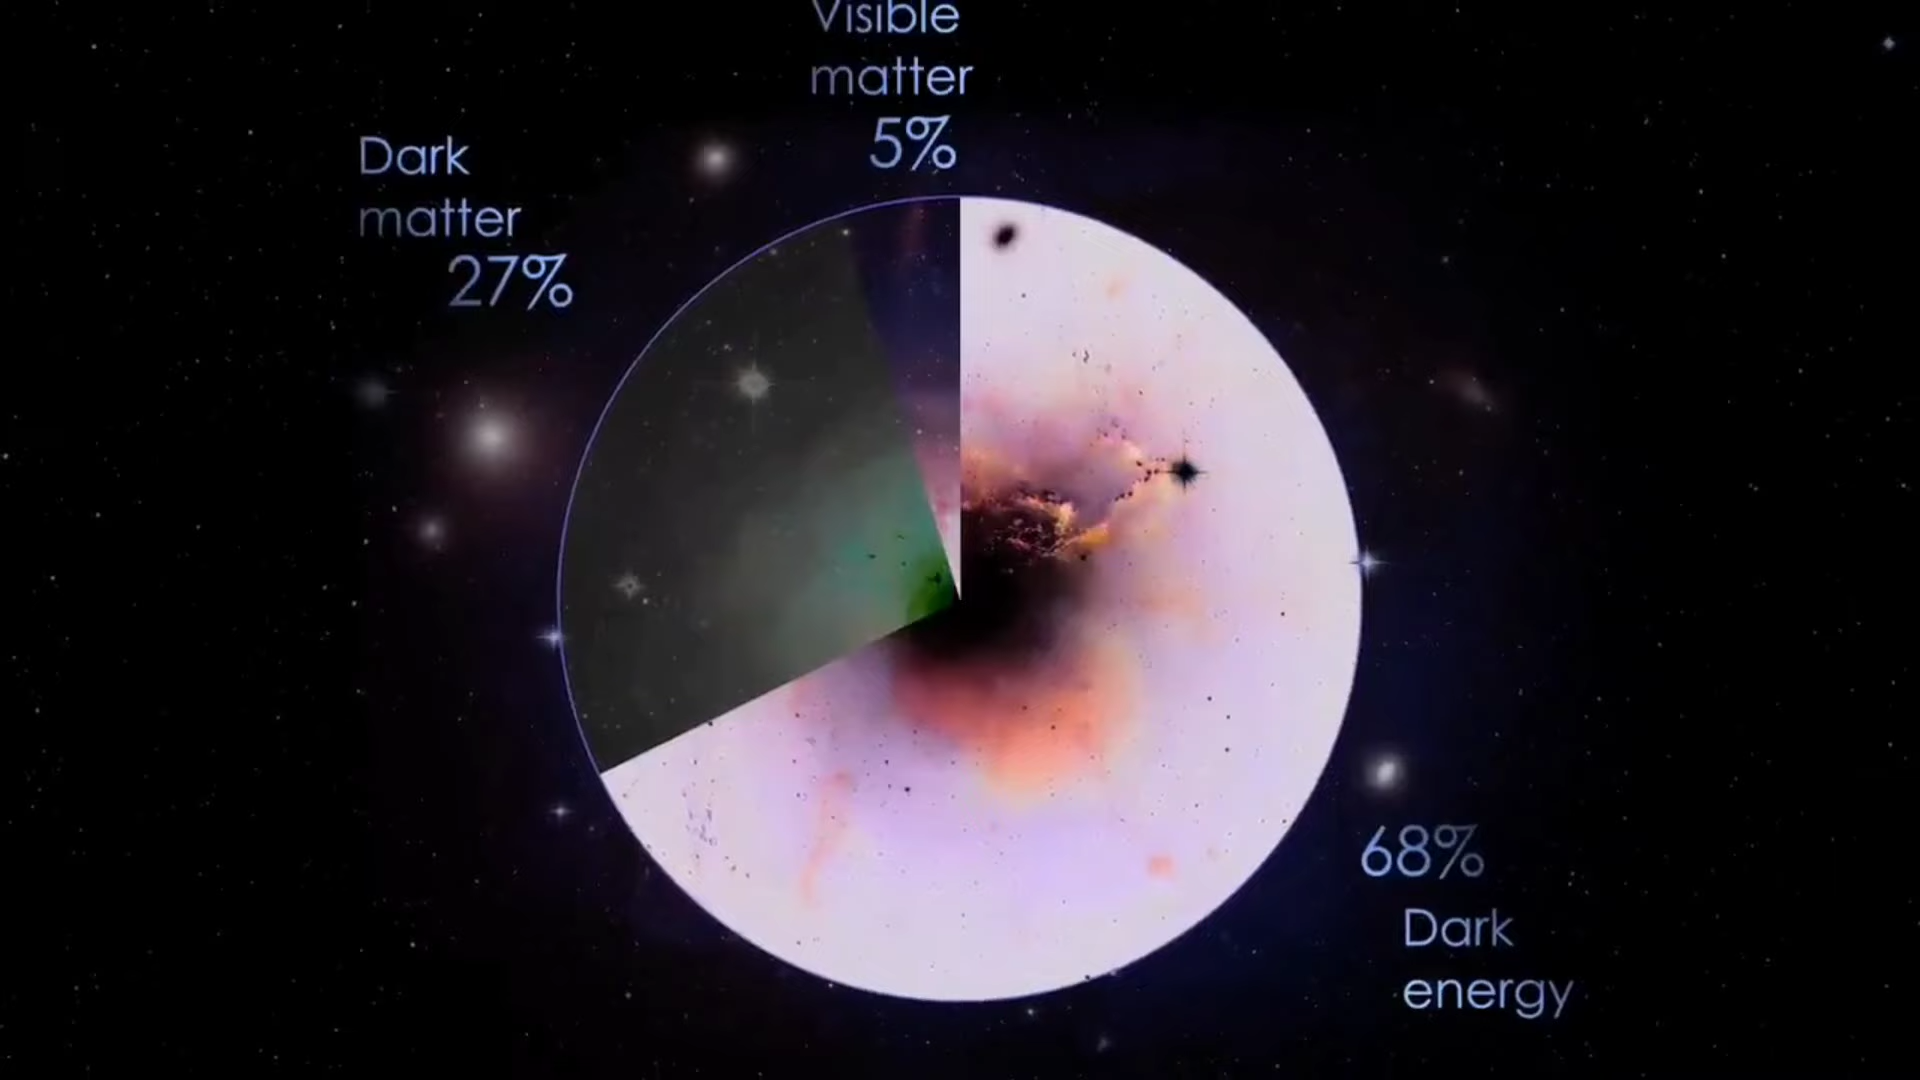 Visible
matter
5%
Dark
matter
27%
68%
Dark
energy